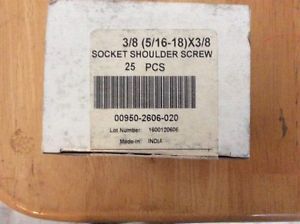 3/8 (5/16-18)X3/8
SOCKET SHOULDER SCREW
25 PCS
00950-2606-020
Lot Number: 1600120606
Made-in: INDIA